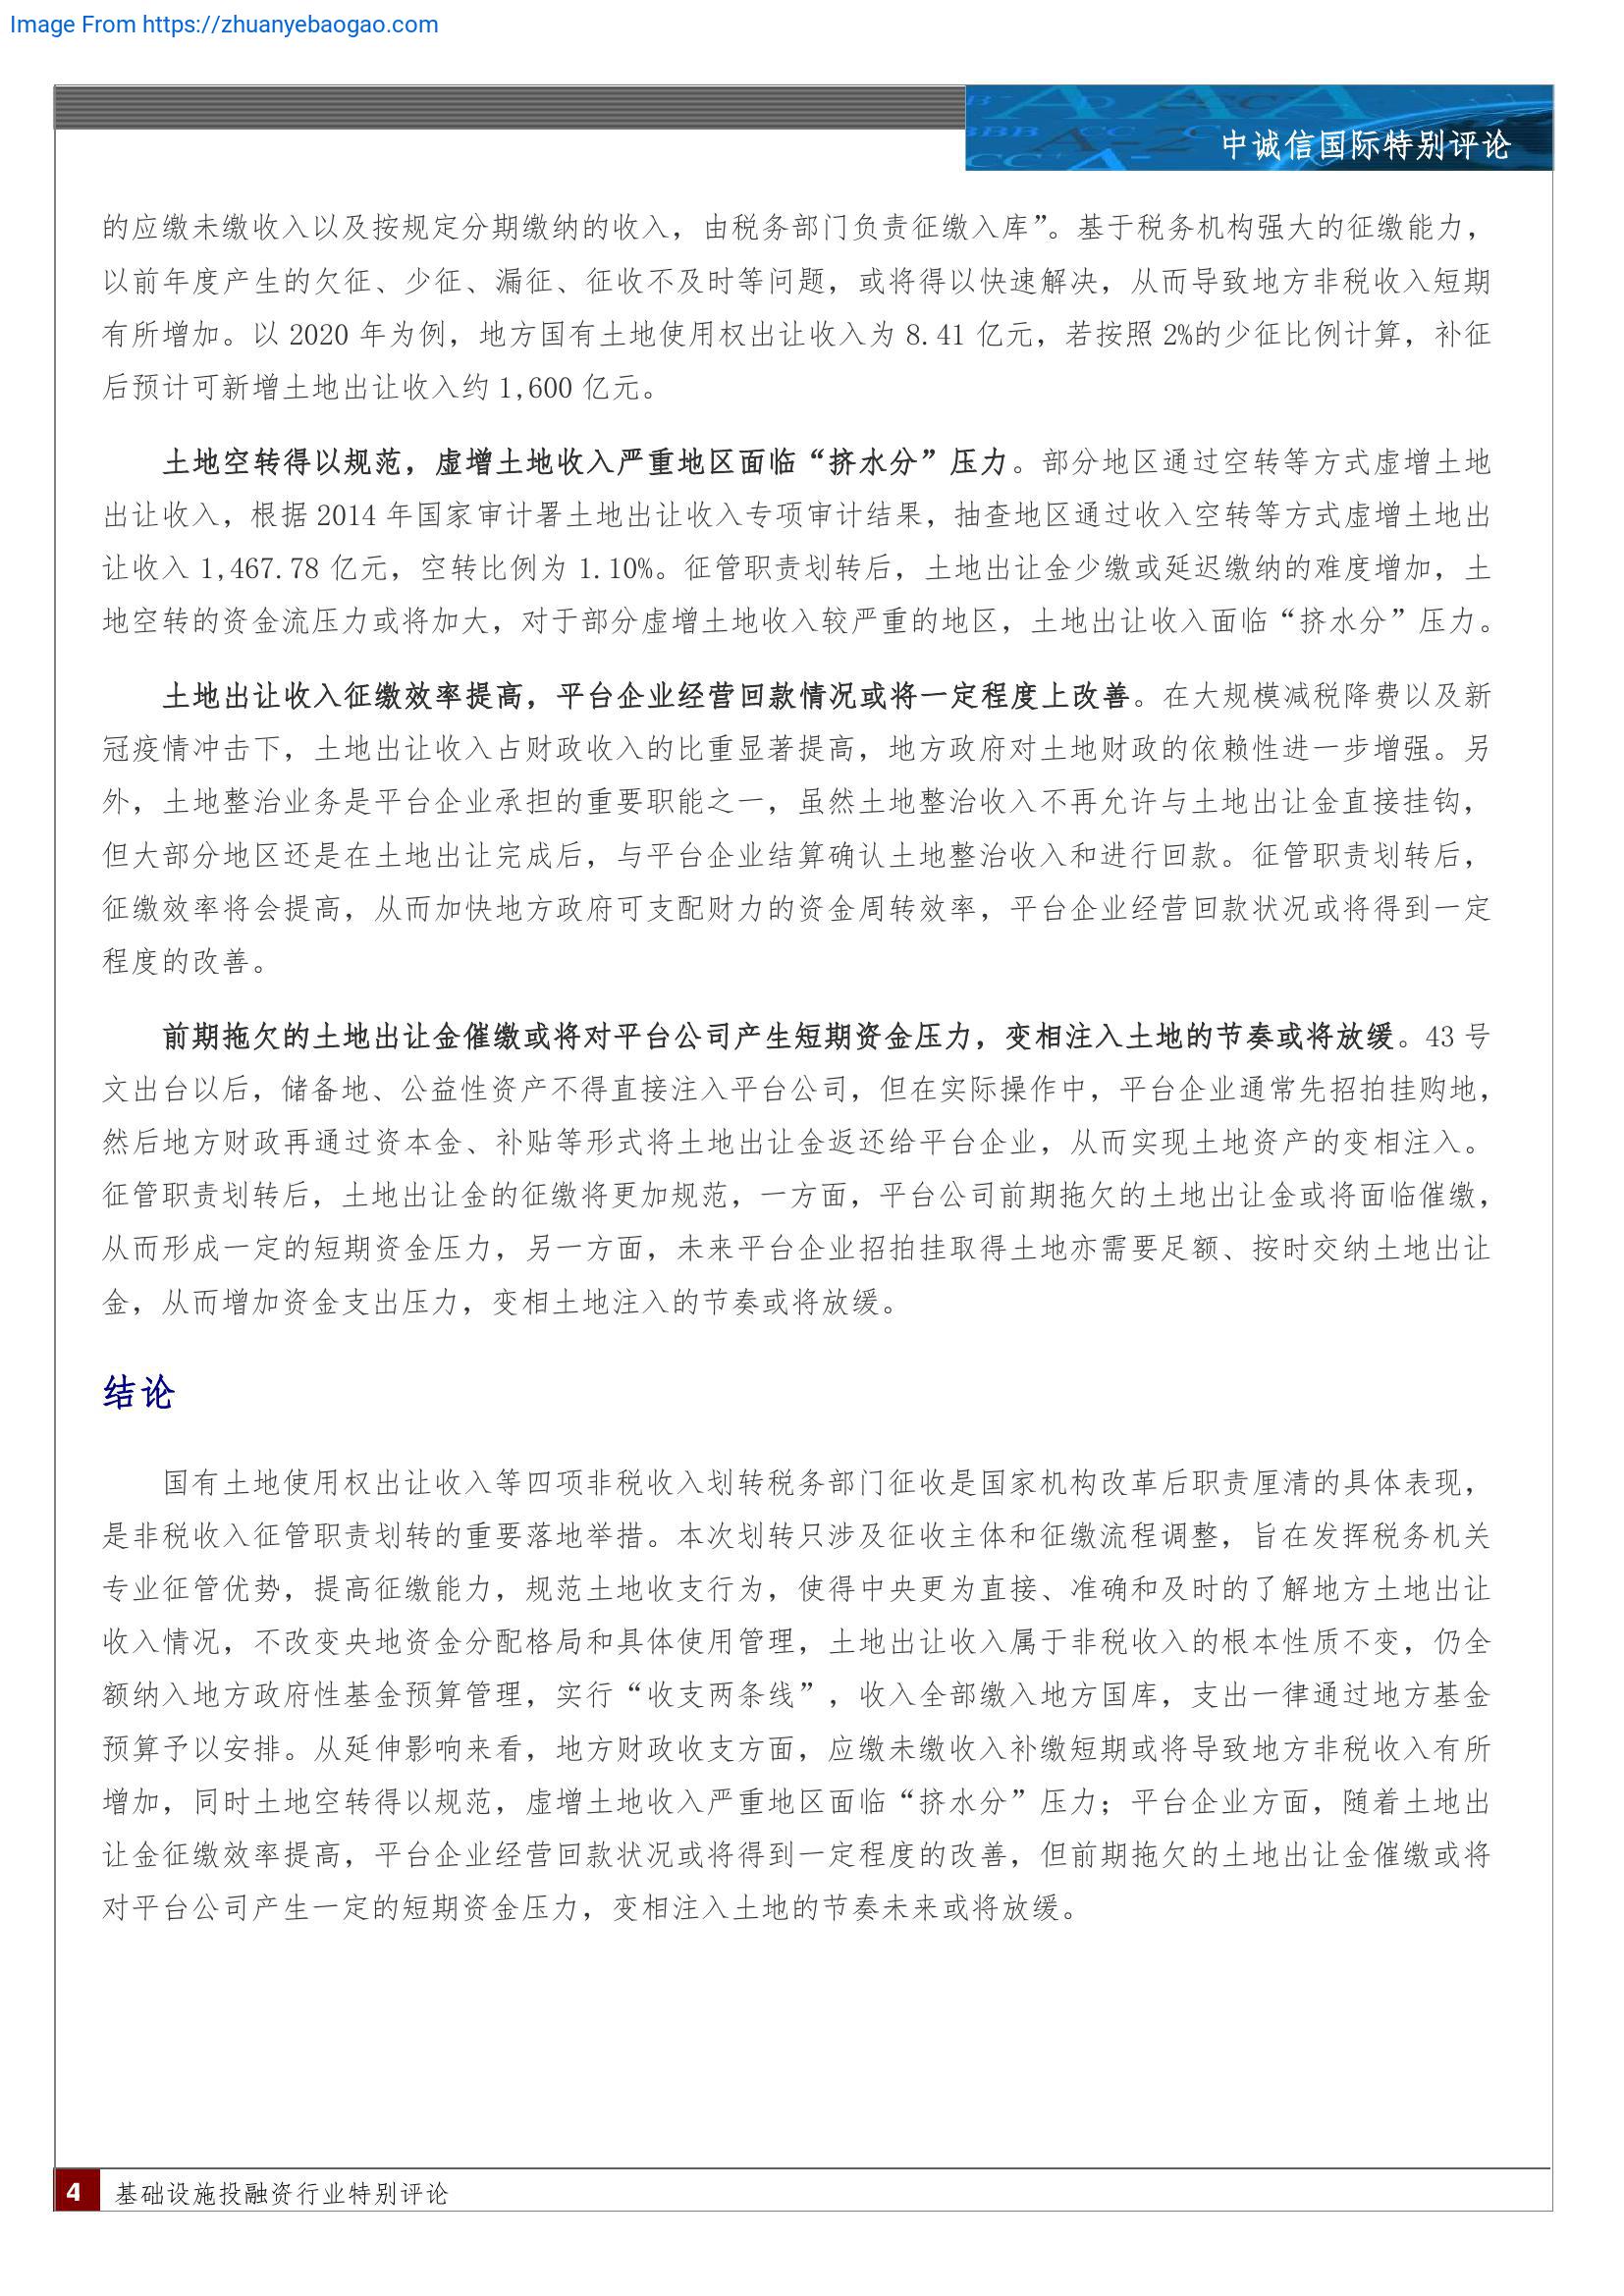 Image From https://zhuanyebaogao.com
中诚信国际特别评论
的应缴未缴收入以及按规定分期缴纳的收入，由税务部门负责征缴入库”。基于税务机构强大的征缴能力，
以前年度产生的欠征、少征、漏征、征收不及时等问题，或将得以快速解决，从而导致地方非税收入短期
有所增加。以 2020 年为例，地方国有土地使用权出让收入为 8.41 亿元，若按照 2%的少征比例计算，补征
后预计可新增土地出让收入约 1,600 亿元。
土地空转得以规范，虚增土地收入严重地区面临“挤水分”压力。部分地区通过空转等方式虚增土地
出让收入，根据 2014 年国家审计署土地出让收入专项审计结果，抽查地区通过收入空转等方式虚增土地出
让收入 1,467.78 亿元，空转比例为 1.10%。征管职责划转后，土地出让金少缴或延迟缴纳的难度增加，土
地空转的资金流压力或将加大，对于部分虚增土地收入较严重的地区，土地出让收入面临“挤水分”压力。
土地出让收入征缴效率提高，平台企业经营回款情况或将一定程度上改善。在大规模减税降费以及新
冠疫情冲击下，土地出让收入占财政收入的比重显著提高，地方政府对土地财政的依赖性进一步增强。另
外，土地整治业务是平台企业承担的重要职能之一，虽然土地整治收入不再允许与土地出让金直接挂钩，
但大部分地区还是在土地出让完成后，与平台企业结算确认土地整治收入和进行回款。征管职责划转后，
征缴效率将会提高，从而加快地方政府可支配财力的资金周转效率，平台企业经营回款状况或将得到一定
程度的改善。
前期拖欠的土地出让金催缴或将对平台公司产生短期资金压力，变相注入土地的节奏或将放缓。43 号
文出台以后，储备地、公益性资产不得直接注入平台公司，但在实际操作中，平台企业通常先招拍挂购地，
然后地方财政再通过资本金、补贴等形式将土地出让金返还给平台企业，从而实现土地资产的变相注入。
征管职责划转后，土地出让金的征缴将更加规范，一方面，平台公司前期拖欠的土地出让金或将面临催缴，
从而形成一定的短期资金压力，另一方面，未来平台企业招拍挂取得土地亦需要足额、按时交纳土地出让
金，从而增加资金支出压力，变相土地注入的节奏或将放缓。
结论
国有土地使用权出让收入等四项非税收入划转税务部门征收是国家机构改革后职责厘清的具体表现，
是非税收入征管职责划转的重要落地举措。本次划转只涉及征收主体和征缴流程调整，旨在发挥税务机关
专业征管优势，提高征缴能力，规范土地收支行为，使得中央更为直接、准确和及时的了解地方土地出让
收入情况，不改变央地资金分配格局和具体使用管理，土地出让收入属于非税收入的根本性质不变，仍全
额纳入地方政府性基金预算管理，实行“收支两条线”，收入全部缴入地方国库，支出一律通过地方基金
预算予以安排。从延伸影响来看，地方财政收支方面，应缴未缴收入补缴短期或将导致地方非税收入有所
增加，同时土地空转得以规范，虚增土地收入严重地区面临“挤水分”压力；平台企业方面，随着土地出
让金征缴效率提高，平台企业经营回款状况或将得到一定程度的改善，但前期拖欠的土地出让金催缴或将
对平台公司产生一定的短期资金压力，变相注入土地的节奏未来或将放缓。
4 基础设施投融资行业特别评论